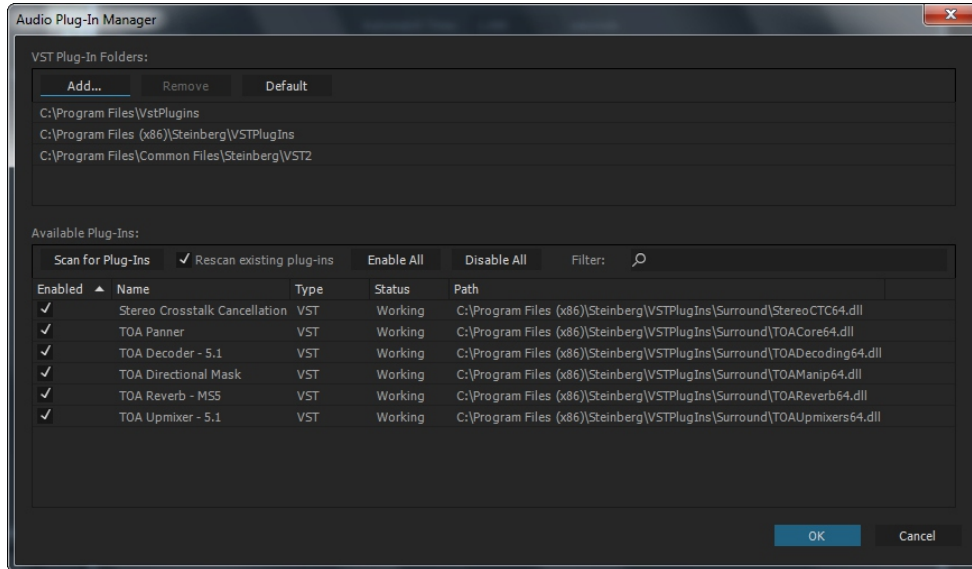 Audio Plug-In Manager
VST Plug-In Folders:
Add... Remove Default
C:\Program Files\VstPlugins
C:\Program Files (x86)\Steinberg\VSTPlugIns
C:\Program Files\Common Files\Steinberg\VST2
Available Plug-Ins:
Scan for Plug-Ins Rescan existing plug-ins Enable All Disable All Filter:
Enabled Name Type Status Path
Stereo Crosstalk Cancellation VST Working C:\Program Files (x86)\Steinberg\VSTPlugIns\Surround\StereoCTC64.dll
TOA Panner VST Working C:\Program Files (x86)\Steinberg\VSTPlugIns\Surround\TOACore64.dll
TOA Decoder - 5.1 VST Working C:\Program Files (x86)\Steinberg\VSTPlugIns\Surround\TOADecoding64.dll
TOA Directional Mask VST Working C:\Program Files (x86)\Steinberg\VSTPlugIns\Surround\TOAManip64.dll
TOA Reverb - MS5 VST Working C:\Program Files (x86)\Steinberg\VSTPlugIns\Surround\TOAReverb64.dll
TOA Upmixer - 5.1 VST Working C:\Program Files (x86)\Steinberg\VSTPlugIns\Surround\TOAUpmixers64.dll
OK Cancel